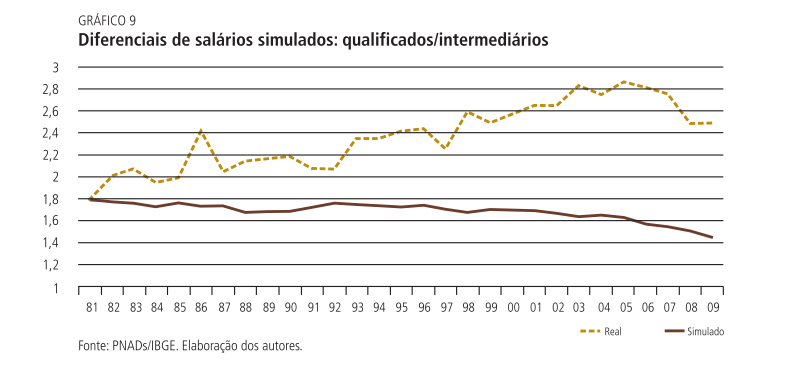 GRÁFICO 9
Diferenciais de salários simulados: qualificados/intermediários
3
2,8
2,6
2,4
2,2
2
1,8
1,6
1,4
1,2
1
81 82 83 84 85 86 87 88 89 90 91 92 93 94 95 96 97 98 99 00 01 02 03 04 05 06 07 08 09
Real Simulado
Fonte: PNADs/IBGE. Elaboração dos autores.